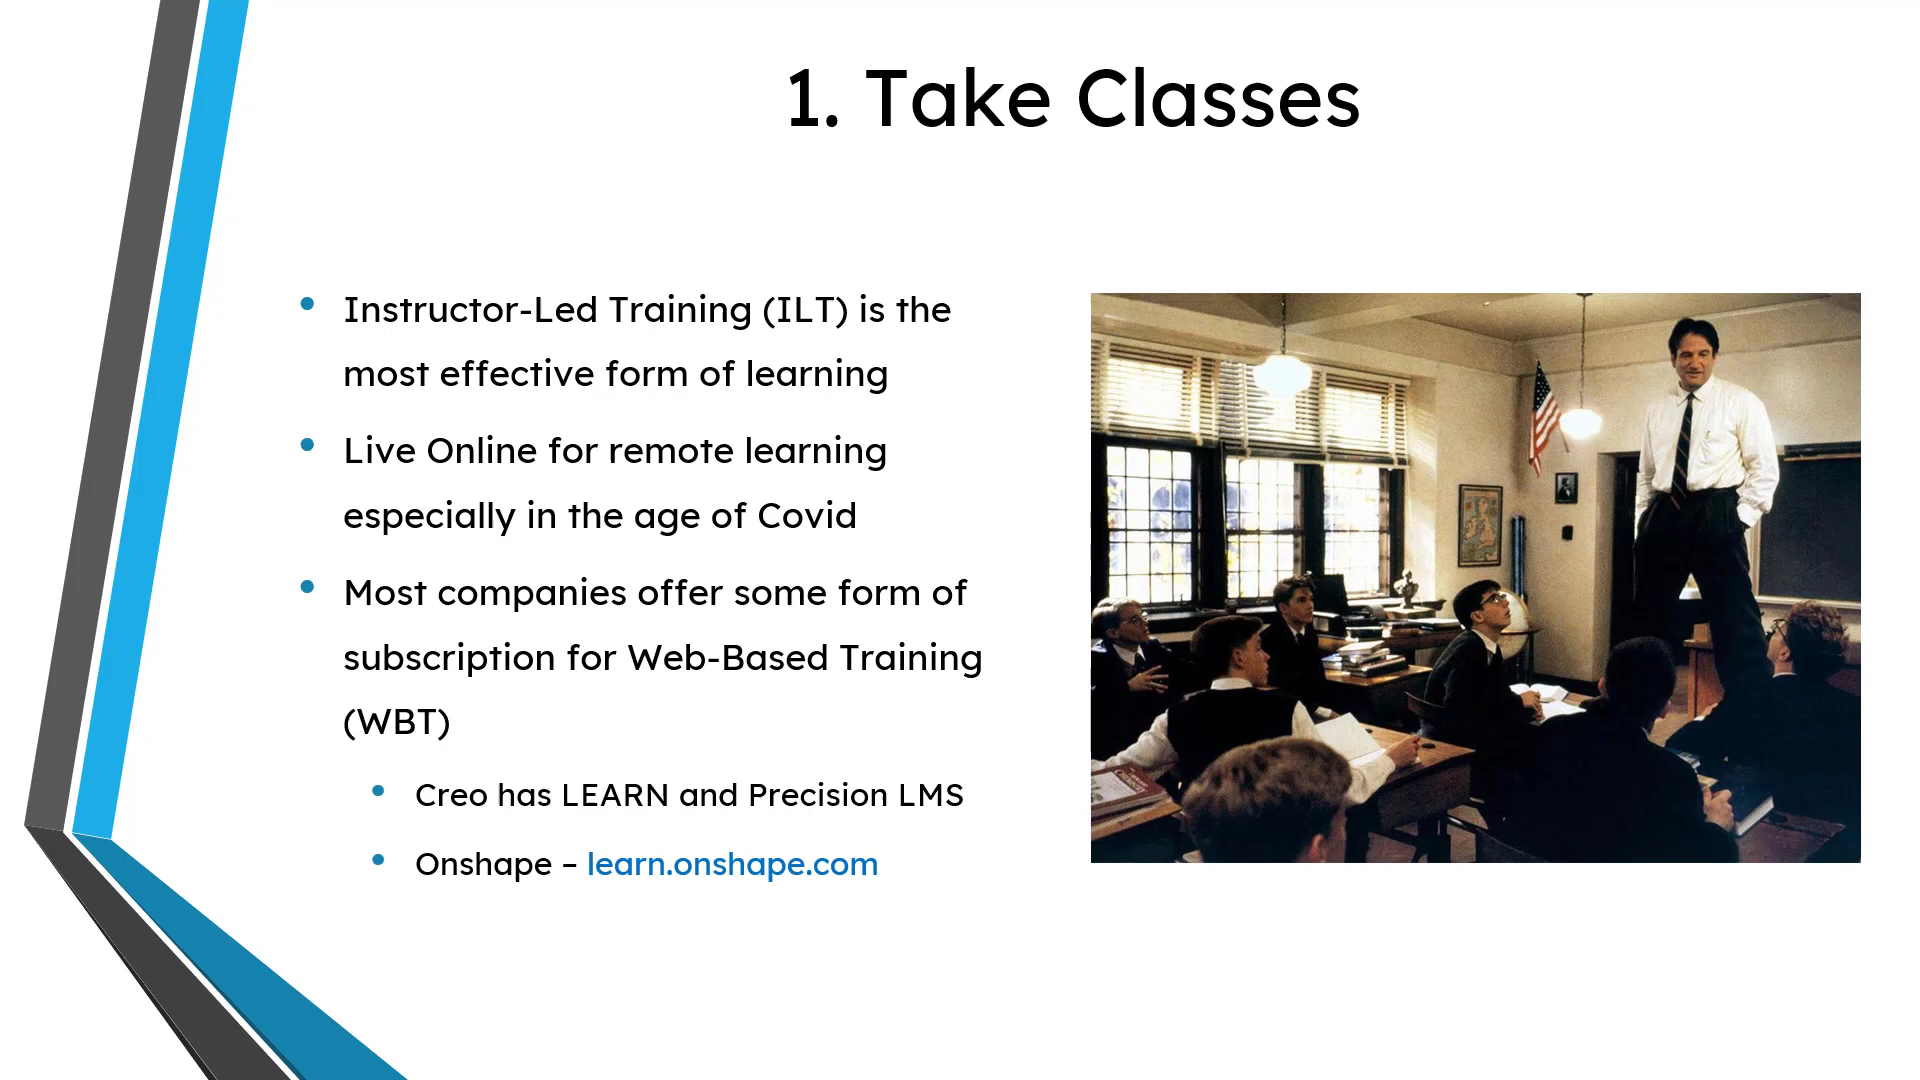 1. Take Classes
• Instructor-Led Training (ILT) is the
most effective form of learning
• Live Online for remote learning
especially in the age of Covid
• Most companies offer some form of
subscription for Web-Based Training
(WBT)
• Creo has LEARN and Precision LMS
• Onshape – learn.onshape.com